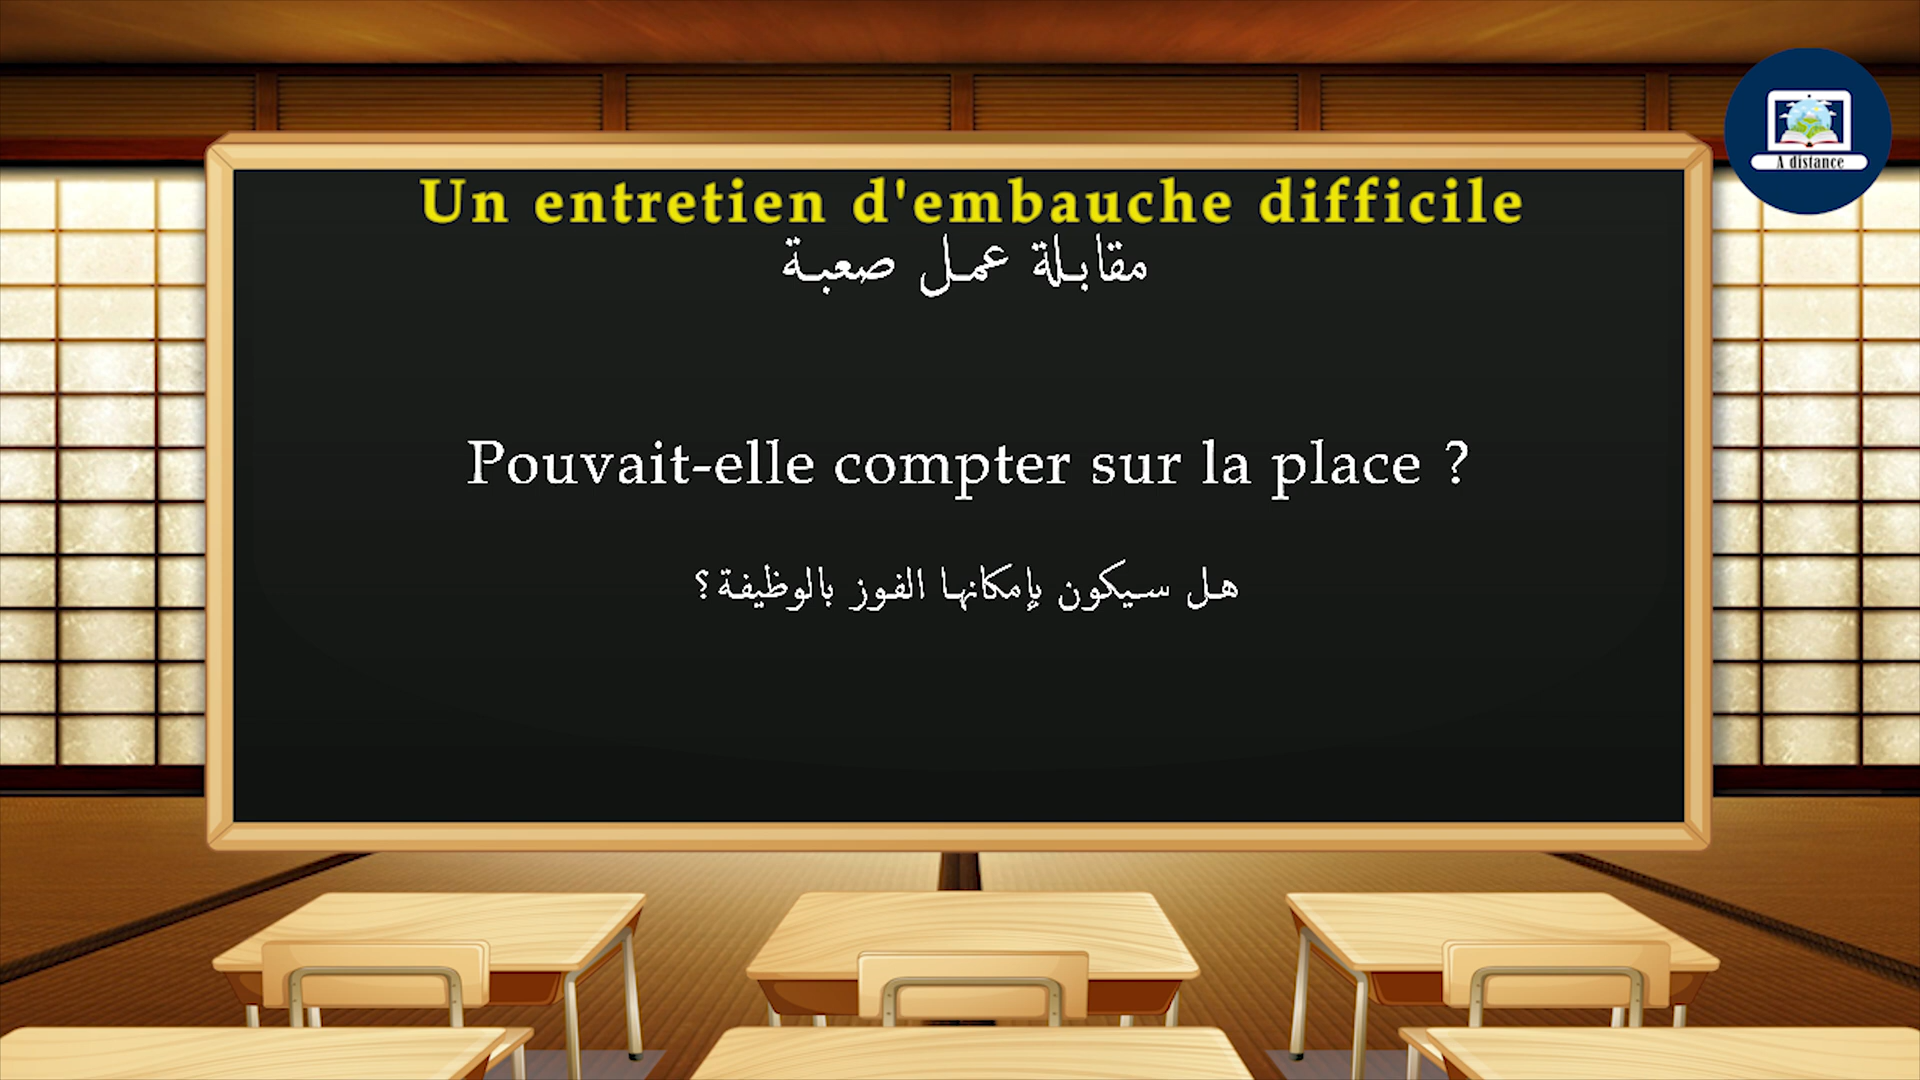 A distance
Un entretien d'embauche difficile
مقابلة عمل صعبة
Pouvait-elle compter sur la place ?
هل سيكون بإمكانها الفوز بالوظيفة؟